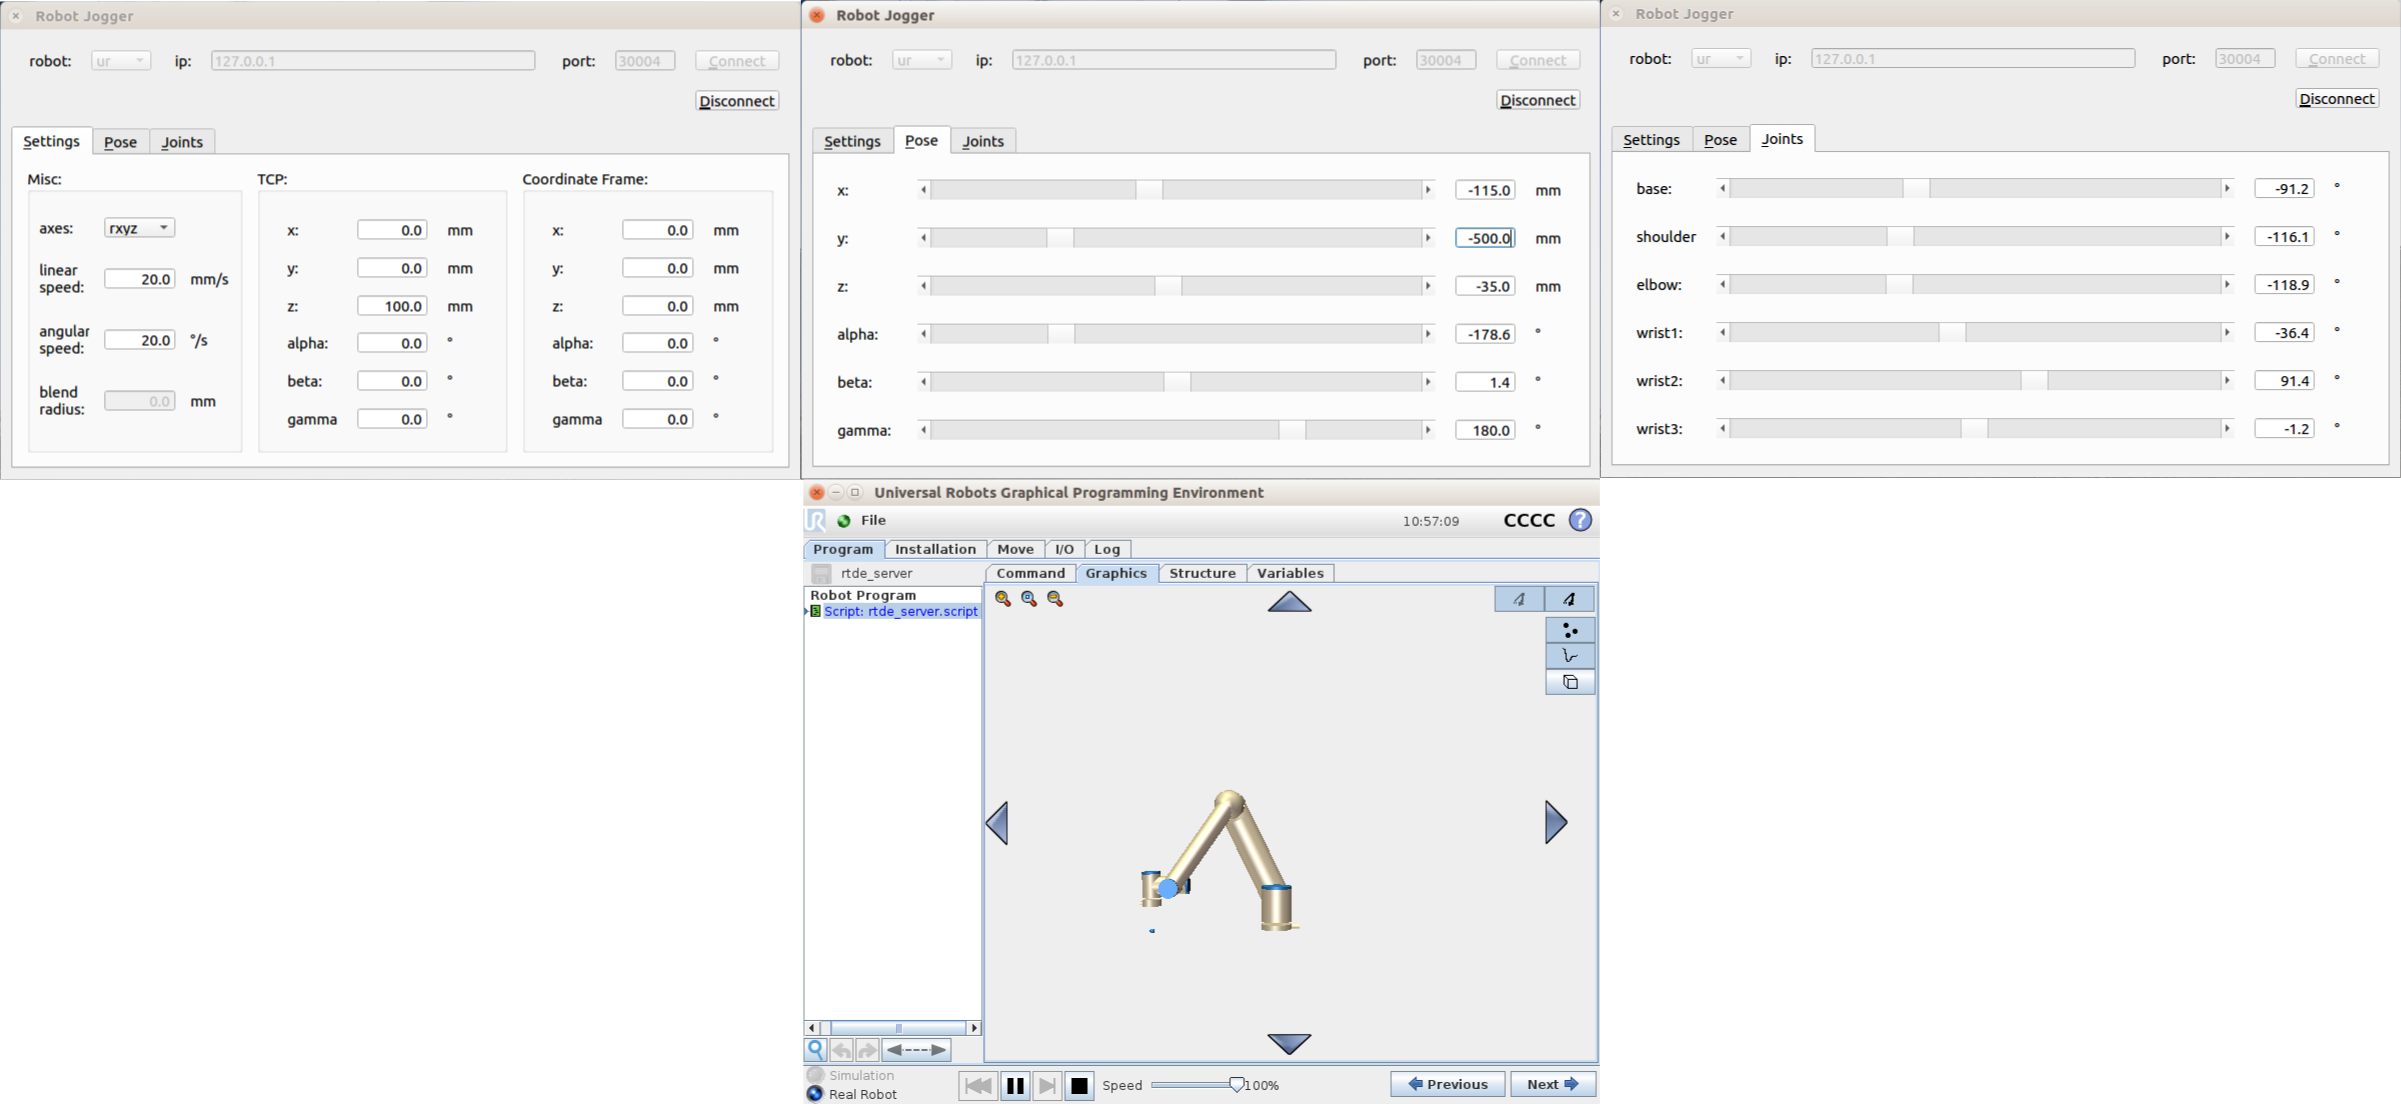 Robot Jogger
robot: ur ip: 127.0.0.1 port: 30004 Connect
Disconnect
Settings Pose Joints
Misc: TCP: Coordinate Frame:
axes: rxyz x: 0.0 mm x: 0.0 mm
linear speed: 20.0 mm/s y: 0.0 mm y: 0.0 mm
z: 100.0 mm z: 0.0 mm
angular speed: 20.0 °/s alpha: 0.0 ° alpha: 0.0 °
beta: 0.0 ° beta: 0.0 °
blend radius: 0.0 mm gamma 0.0 ° gamma 0.0 °
Robot Jogger
robot: ur ip: 127.0.0.1 port: 30004 Connect
Disconnect
Settings Pose Joints
x: -115.0 mm
y: -500.0 mm
z: -35.0 mm
alpha: -178.6 °
beta: 1.4 °
gamma: 180.0 °
Robot Jogger
robot: ur ip: 127.0.0.1 port: 30004 Connect
Disconnect
Settings Pose Joints
base: -91.2 °
shoulder -116.1 °
elbow: -118.9 °
wrist1: -36.4 °
wrist2: 91.4 °
wrist3: -1.2 °
Universal Robots Graphical Programming Environment
UR File 10:57:09 CCCC ?
Program Installation Move I/O Log
rtde_server Command Graphics Structure Variables
Robot Program
Script: rtde_server.script
Simulation
Real Robot
Speed 100% Previous Next